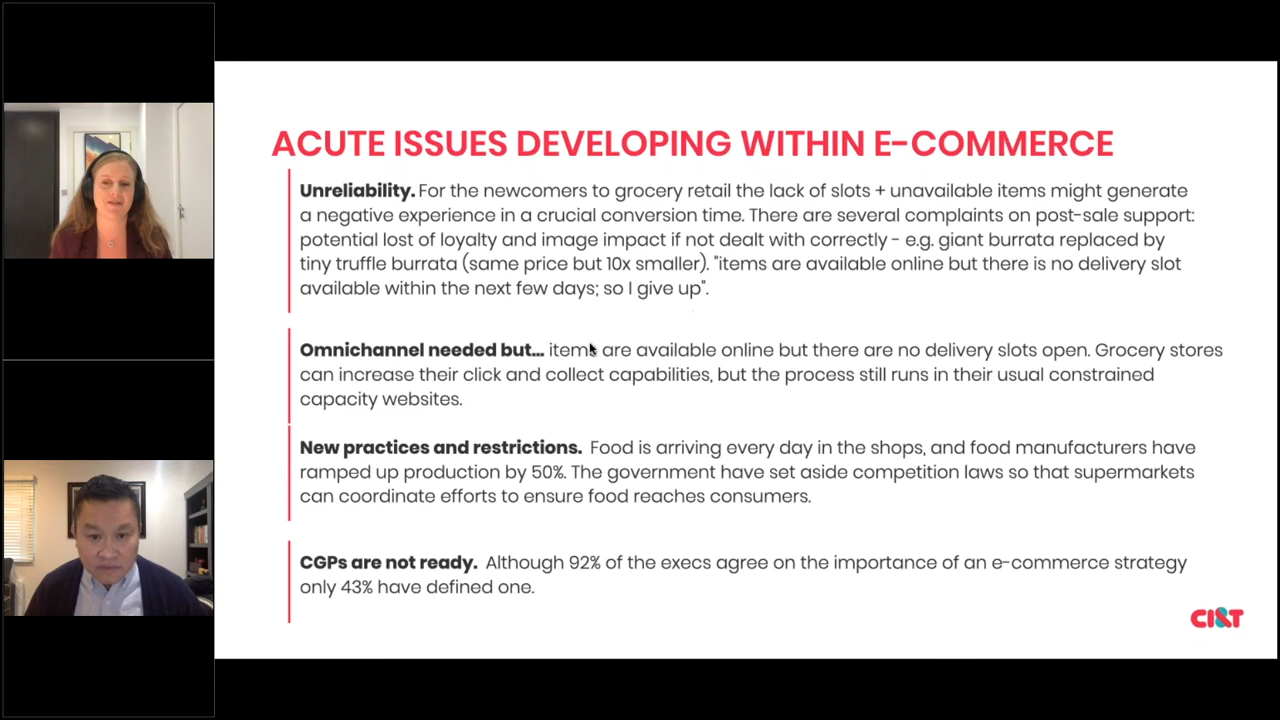 ACUTE ISSUES DEVELOPING WITHIN E-COMMERCE
Unreliability. For the newcomers to grocery retail the lack of slots + unavailable items might generate
a negative experience in a crucial conversion time. There are several complaints on post-sale support:
potential lost of loyalty and image impact if not dealt with correctly - e.g. giant burrata replaced by
tiny truffle burrata (same price but 10x smaller). "items are available online but there is no delivery slot
available within the next few days; so I give up".
Omnichannel needed but... items are available online but there are no delivery slots open. Grocery stores
can increase their click and collect capabilities, but the process still runs in their usual constrained
capacity websites.
New practices and restrictions. Food is arriving every day in the shops, and food manufacturers have
ramped up production by 50%. The government have set aside competition laws so that supermarkets
can coordinate efforts to ensure food reaches consumers.
CGPs are not ready. Although 92% of the execs agree on the importance of an e-commerce strategy
only 43% have defined one.
CI&T